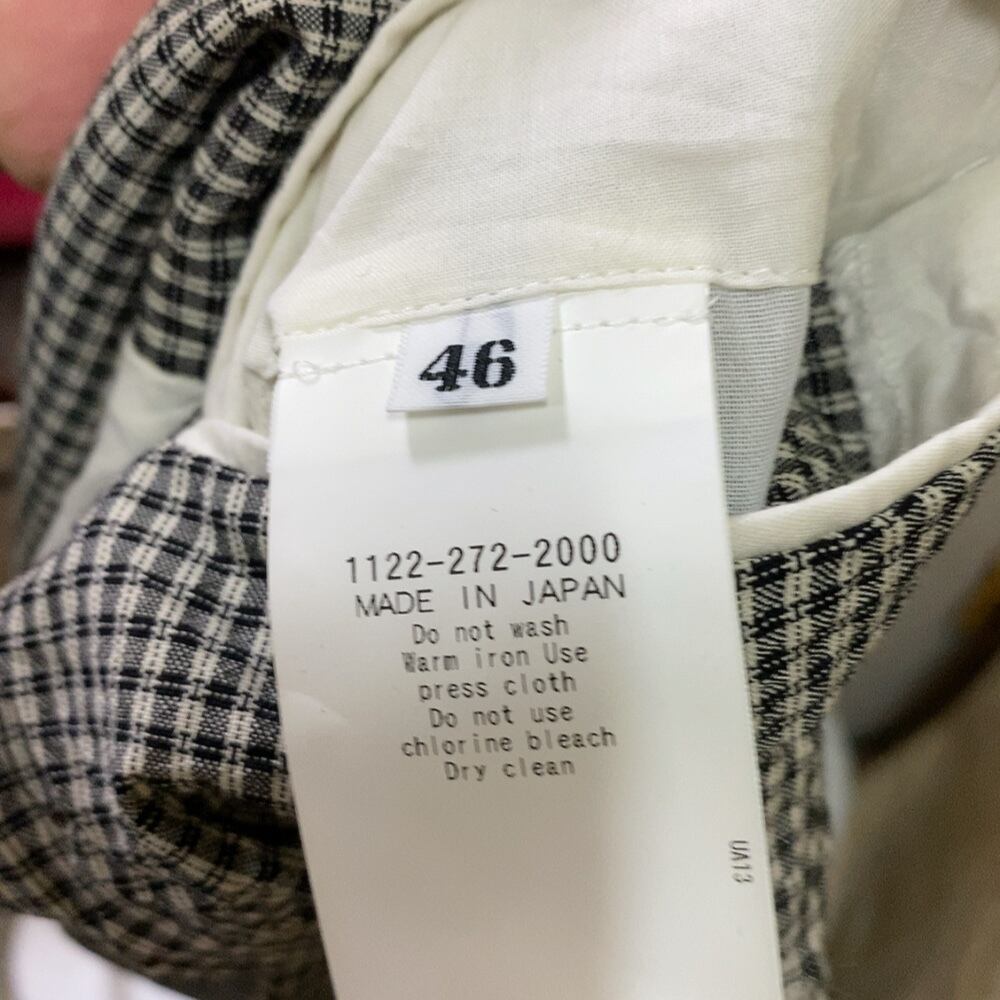 46
1122-272-2000
MADE IN JAPAN
Do not wash
Warm iron Use
press cloth
Do not use
chlorine bleach
Dry clean
UA13